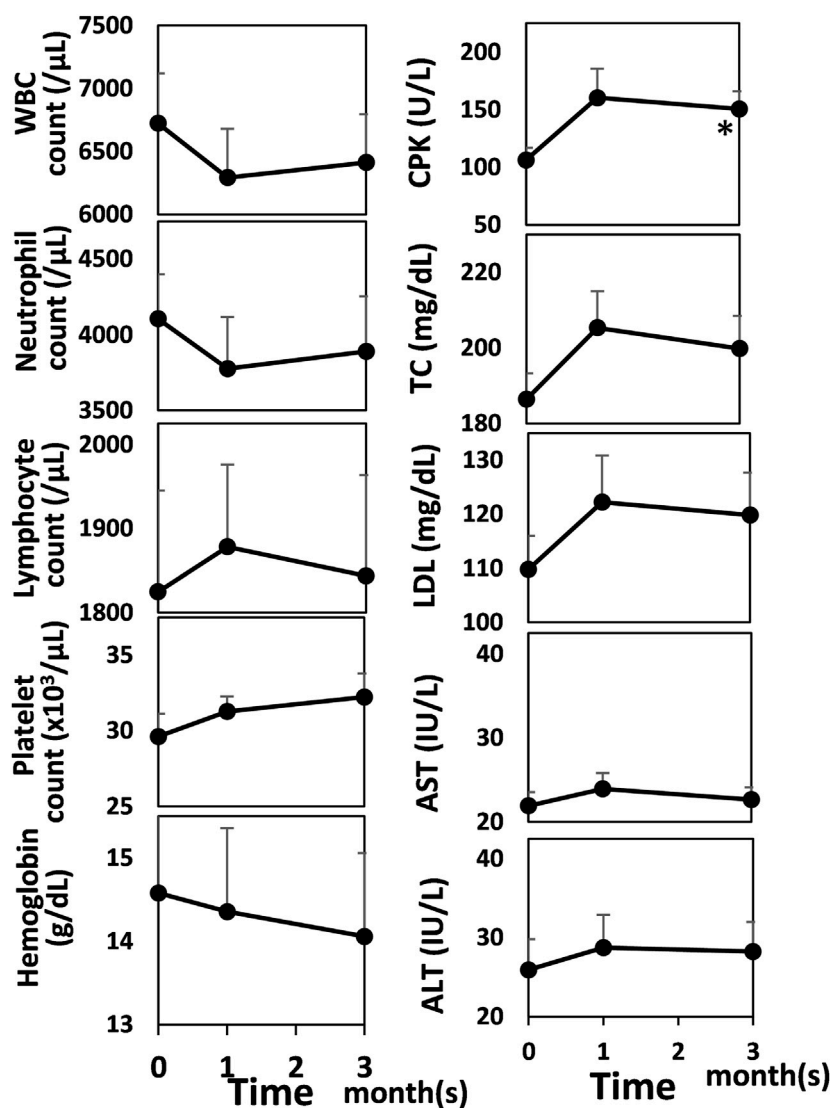 WBC
count (/µL)
7500
7000
6500
6000
Neutrophil
count (/µL)
4500
4000
3500
Lymphocyte
count (/µL)
2000
1900
1800
Platelet
count (x10³/µL)
35
30
25
Hemoglobin
(g/dL)
15
14
13
0 1 2 3
Time month(s)
CPK (U/L)
200
150
100
50
*
TC (mg/dL)
220
200
180
LDL (mg/dL)
130
120
110
100
AST (IU/L)
40
30
20
ALT (IU/L)
40
30
20
0 1 2 3
Time month(s)